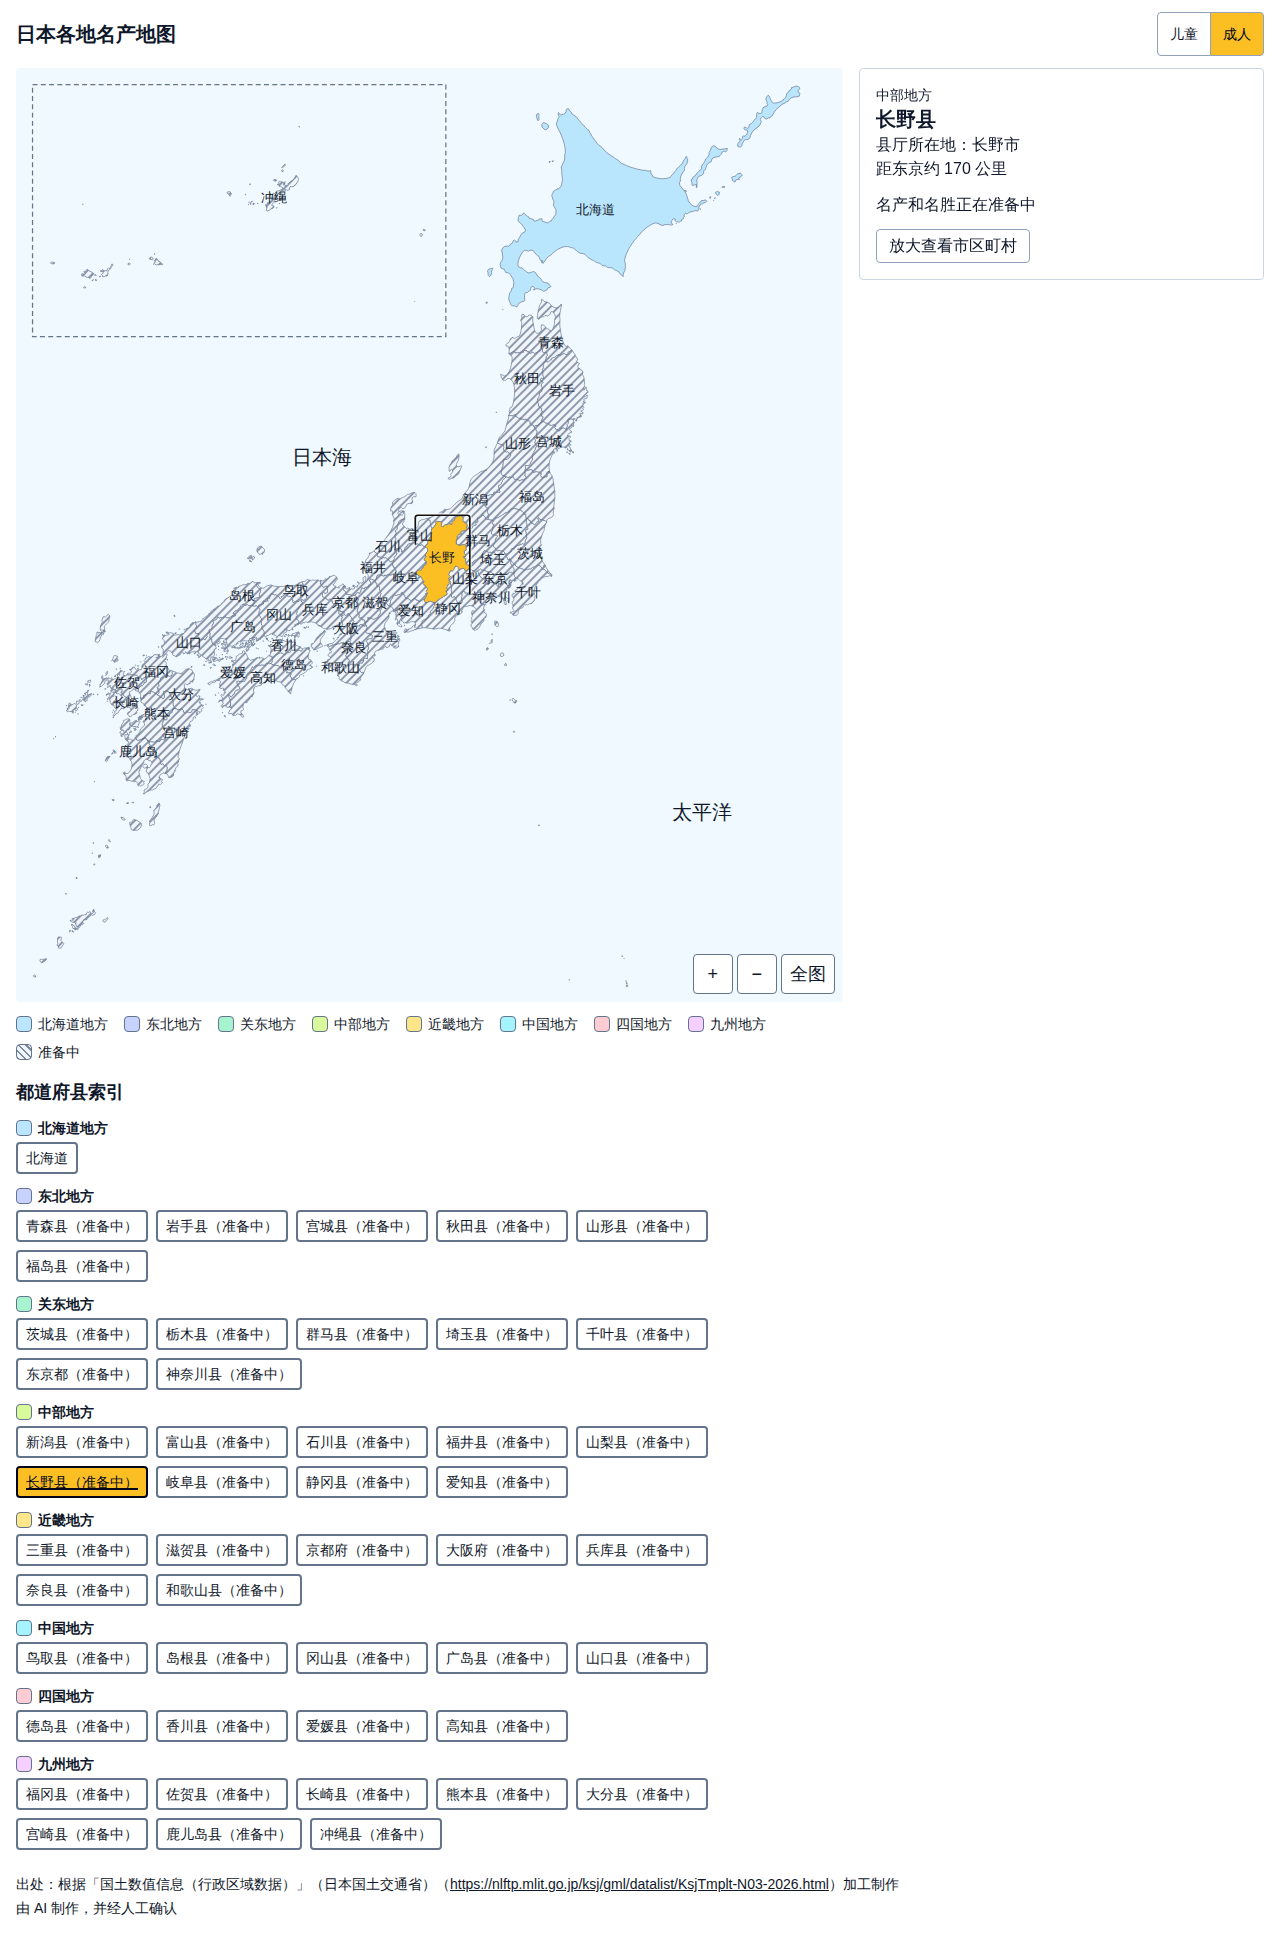 日本各地名产地图
儿童 成人
中部地方
长野县
县厅所在地：长野市
距东京约 170 公里
名产和名胜正在准备中
放大查看市区町村
冲绳
北海道
青森
秋田
岩手
山形 宫城
日本海
新潟 福岛
富山 群马 栃木
石川 长野 埼玉 茨城
福井 岐阜 山梨 东京
岛根 鸟取 兵库 京都 滋贺 爱知 静冈 神奈川 千叶
广岛 冈山 大阪 三重
山口 香川 奈良
福冈 爱媛 高知 德岛 和歌山
佐贺
长崎 大分
熊本
宫崎
鹿儿岛
太平洋
+ − 全图
北海道地方 东北地方 关东地方 中部地方 近畿地方 中国地方 四国地方 九州地方
准备中
都道府县索引
北海道地方
北海道
东北地方
青森县（准备中） 岩手县（准备中） 宫城县（准备中） 秋田县（准备中） 山形县（准备中）
福岛县（准备中）
关东地方
茨城县（准备中） 栃木县（准备中） 群马县（准备中） 埼玉县（准备中） 千叶县（准备中）
东京都（准备中） 神奈川县（准备中）
中部地方
新潟县（准备中） 富山县（准备中） 石川县（准备中） 福井县（准备中） 山梨县（准备中）
长野县（准备中） 岐阜县（准备中） 静冈县（准备中） 爱知县（准备中）
近畿地方
三重县（准备中） 滋贺县（准备中） 京都府（准备中） 大阪府（准备中） 兵库县（准备中）
奈良县（准备中） 和歌山县（准备中）
中国地方
鸟取县（准备中） 岛根县（准备中） 冈山县（准备中） 广岛县（准备中） 山口县（准备中）
四国地方
德岛县（准备中） 香川县（准备中） 爱媛县（准备中） 高知县（准备中）
九州地方
福冈县（准备中） 佐贺县（准备中） 长崎县（准备中） 熊本县（准备中） 大分县（准备中）
宫崎县（准备中） 鹿儿岛县（准备中） 冲绳县（准备中）
出处：根据「国土数值信息（行政区域数据）」（日本国土交通省）（https://nlftp.mlit.go.jp/ksj/gml/datalist/KsjTmplt-N03-2026.html）加工制作
由 AI 制作，并经人工确认